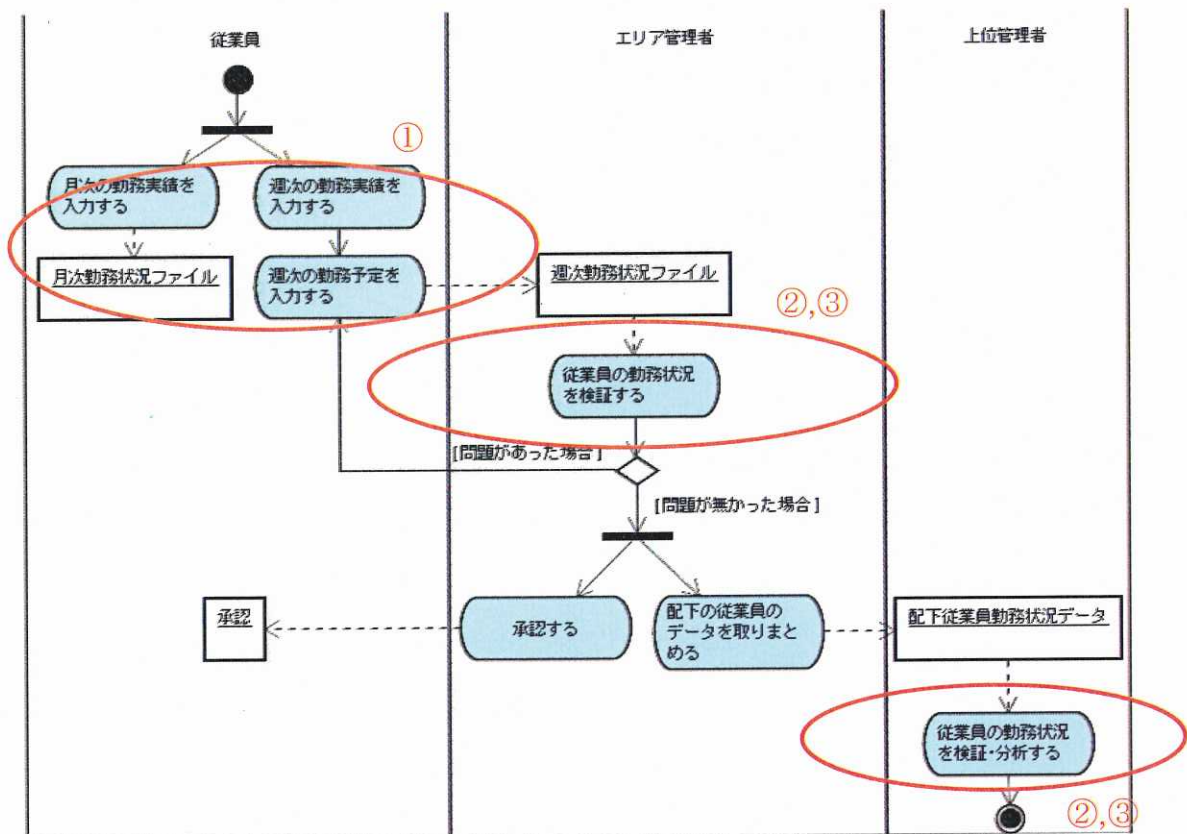 従業員
エリア管理者
上位管理者
①
月次の勤務実績を
入力する
週次の勤務実績を
入力する
月次勤務状況ファイル
週次の勤務予定を
入力する
週次勤務状況ファイル
②,③
従業員の勤務状況
を検証する
[問題があった場合]
[問題が無かった場合]
承認
承認する
配下の従業員の
データを取りまと
める
配下従業員勤務状況データ
従業員の勤務状況
を検証・分析する
②,③